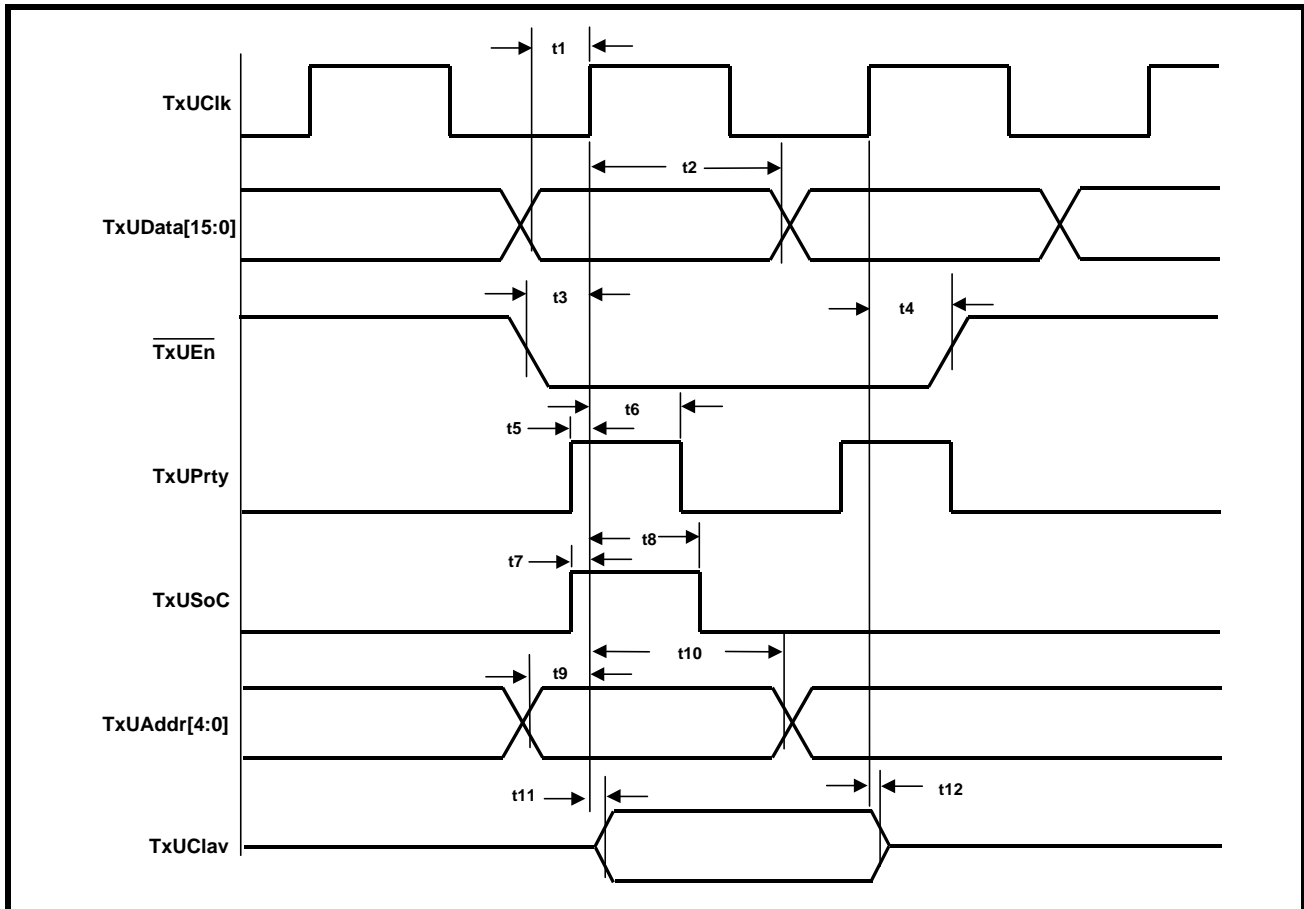 t1
TxUClk
t2
TxUData[15:0]
t3
t4
TxUEn
t6
t5
TxUPrty
t8
t7
TxUSoC
t10
t9
TxUAddr[4:0]
t11
t12
TxUClav